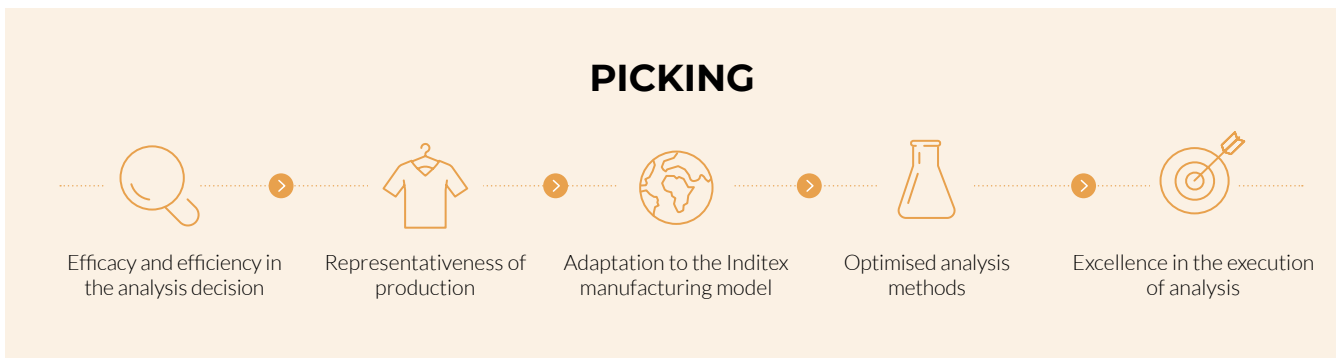 PICKING
Efficacy and efficiency in
the analysis decision
Representativeness of
production
Adaptation to the Inditex
manufacturing model
Optimised analysis
methods
Excellence in the execution
of analysis